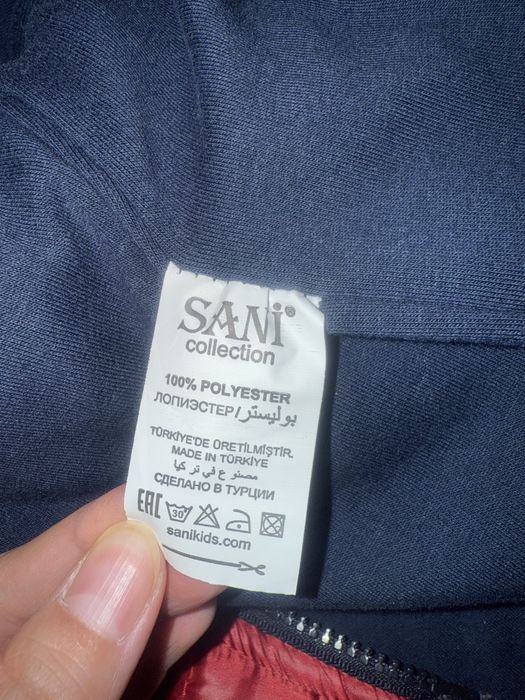 SANi®
collection
100% POLYESTER
ЛОПИЭСТЕР/بوليستر
TÜRKİYE'DE ÜRETİLMİŞTİR.
MADE IN TÜRKİYE
مصنوع في تركيا
СДЕЛАНО В ТУРЦИИ
EAC 30
sanikids.com